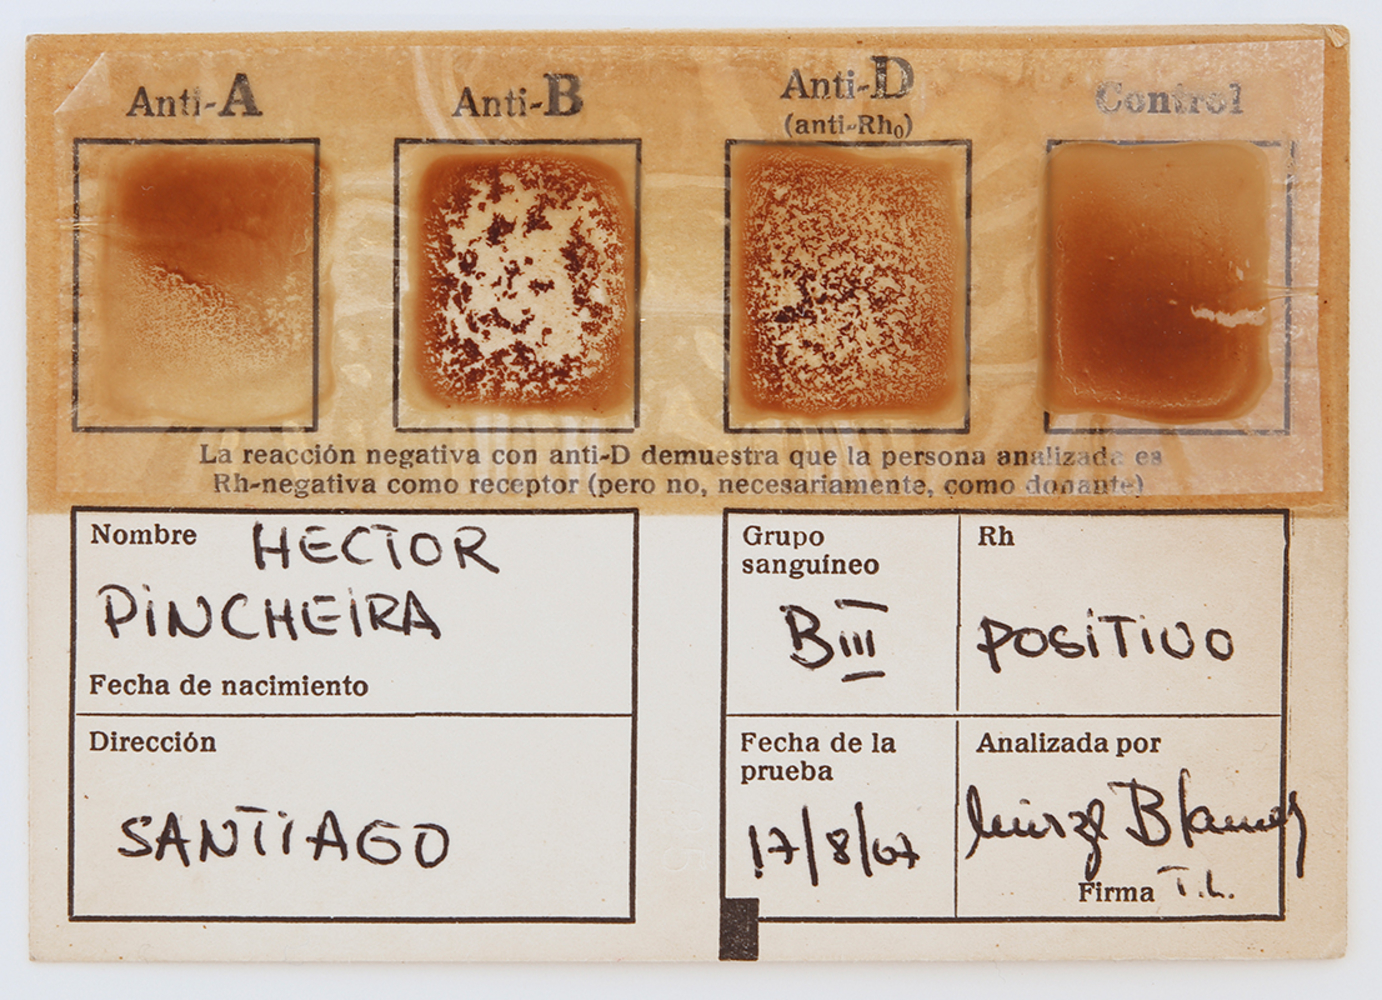 Anti-A
Anti-B
Anti-D
(anti-Rh₀)
Control
La reacción negativa con anti-D demuestra que la persona analizada es
Rh-negativa como receptor (pero no, necesariamente, como donante)
Nombre HECTOR
PINCHEIRA
Fecha de nacimiento
Dirección
SANTIAGO
Grupo
sanguíneo
BIII
Rh
POSITIVO
Fecha de la
prueba
17/8/67
Analizada por
Firma T.L.